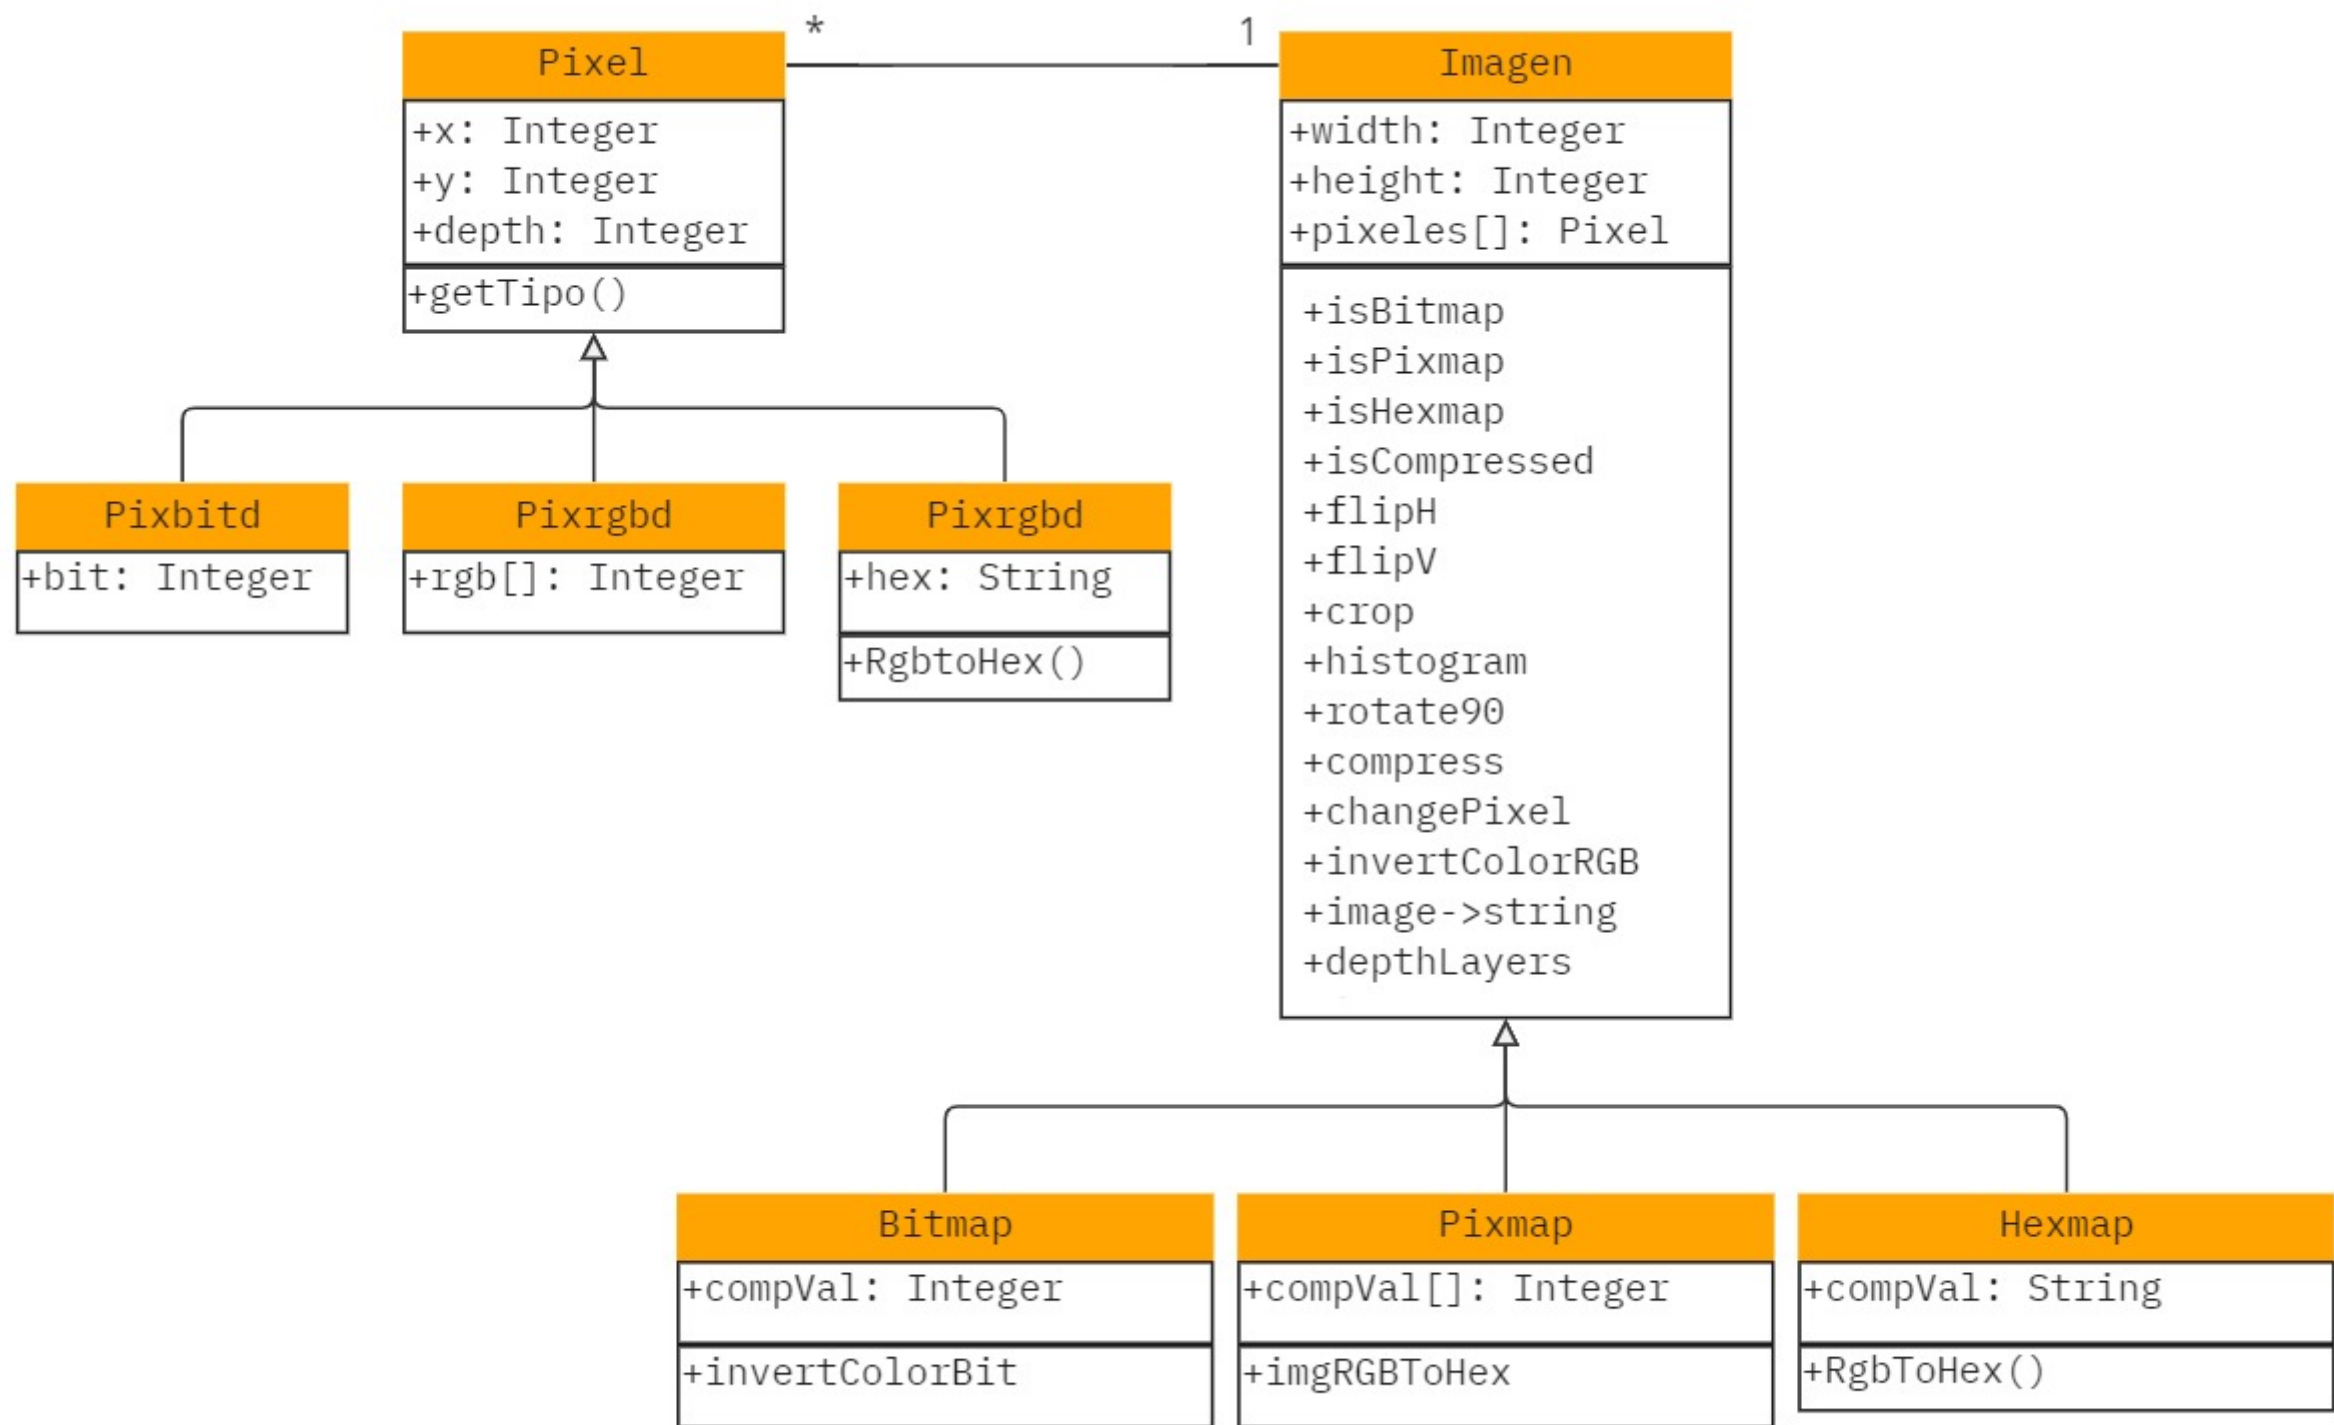 *
1
Pixel
+x: Integer
+y: Integer
+depth: Integer
+getTipo()
Imagen
+width: Integer
+height: Integer
+pixeles[]: Pixel
+isBitmap
+isPixmap
+isHexmap
+isCompressed
+flipH
+flipV
+crop
+histogram
+rotate90
+compress
+changePixel
+invertColorRGB
+image->string
+depthLayers
Pixbitd
+bit: Integer
Pixrgbd
+rgb[]: Integer
Pixrgbd
+hex: String
+RgbtoHex()
Bitmap
+compVal: Integer
+invertColorBit
Pixmap
+compVal[]: Integer
+imgRGBToHex
Hexmap
+compVal: String
+RgbToHex()